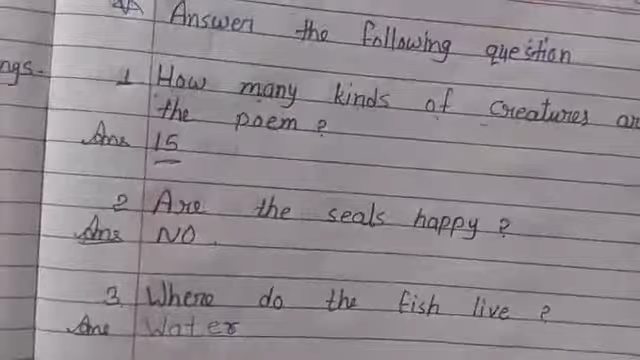 Answer the following question
ngs.
1 How many kinds of creatures ar
the poem ?
Ans 15
2 Are the seals happy ?
Ans NO.
3. Where do the fish live ?
Ans Water